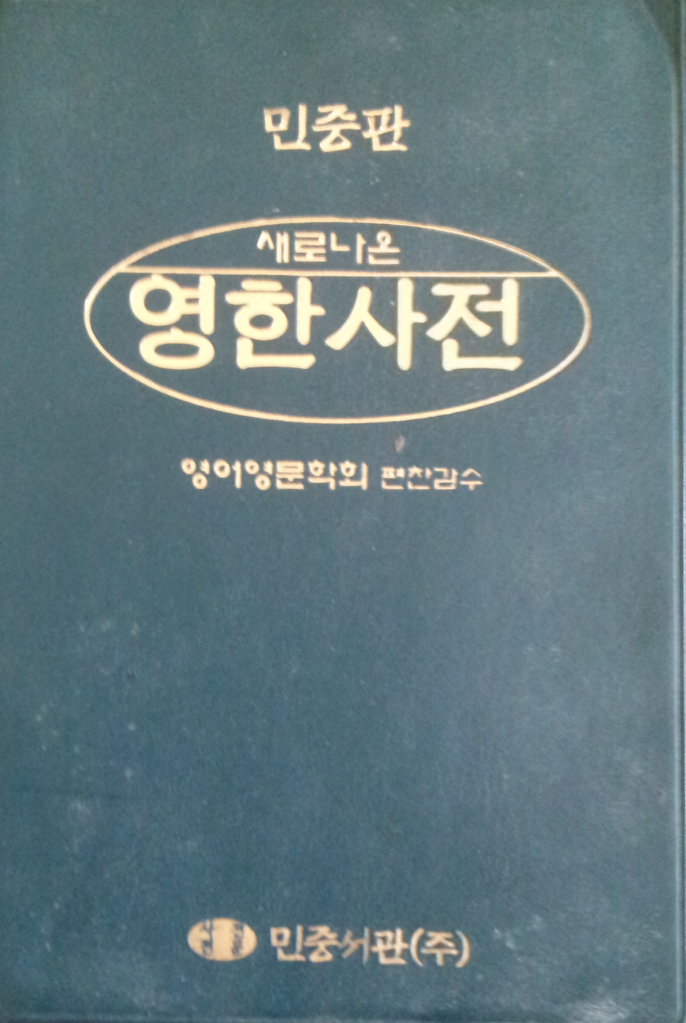 민중판
새로나온
영한사전
영어영문학회 편찬감수
민중서관(주)